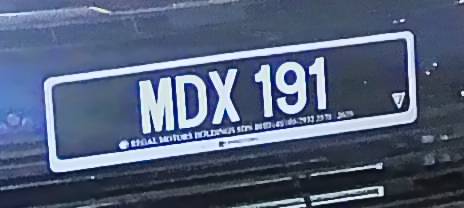 MDX 191
REGAL MOTORS HOLDINGS SDN BHD